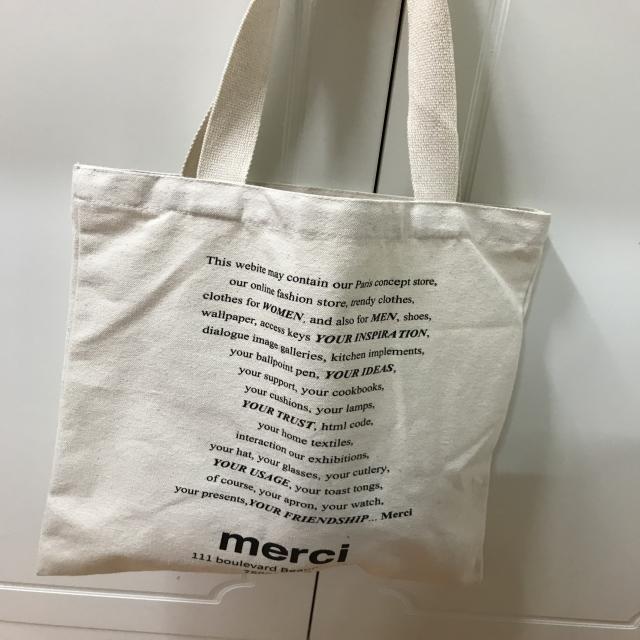 This webite may contain our Paris concept store,
our online fashion store, trendy clothes,
clothes for WOMEN, and also for MEN, shoes,
wallpaper, access keys YOUR INSPIRATION,
dialogue image galleries, kitchen implements,
your ballpoint pen, YOUR IDEAS,
your support, your cookbooks,
your cushions, your lamps,
YOUR TRUST, html code,
your home textiles,
interaction our exhibitions,
your hat, your glasses, your cutlery,
YOUR USAGE, your toast tongs,
of course, your apron, your watch,
your presents, YOUR FRIENDSHIP... Merci
merci
111 boulevard